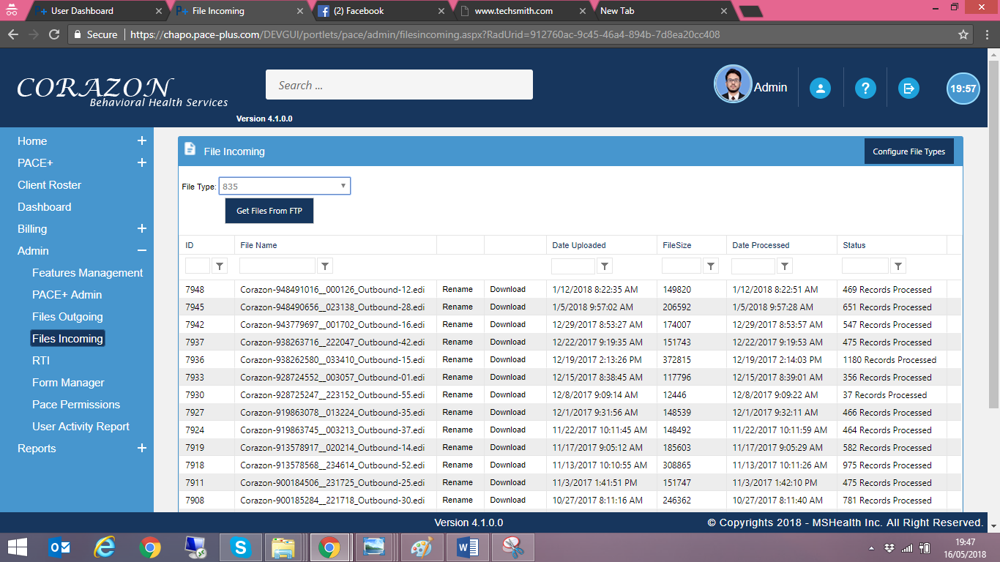 User Dashboard
File Incoming
(2) Facebook
www.techsmith.com
New Tab
Secure https://chapo.pace-plus.com/DEVGUI/portlets/pace/admin/filesincoming.aspx?RadUrid=912760ac-9c45-46a4-894b-7d8ea20cc408
CORAZON
Behavioral Health Services
Version 4.1.0.0
Search ...
Admin
19:57
Home
PACE+
Client Roster
Dashboard
Billing
Admin
Features Management
PACE+ Admin
Files Outgoing
Files Incoming
RTI
Form Manager
Pace Permissions
User Activity Report
Reports
File Incoming
Configure File Types
File Type: 835
Get Files From FTP
ID File Name Date Uploaded FileSize Date Processed Status
7948 Corazon-948491016__000126_Outbound-12.edi Rename Download 1/12/2018 8:22:35 AM 149820 1/12/2018 8:22:51 AM 469 Records Processed
7945 Corazon-948490656__023138_Outbound-28.edi Rename Download 1/5/2018 9:57:02 AM 206592 1/5/2018 9:57:28 AM 651 Records Processed
7942 Corazon-943779697__001702_Outbound-16.edi Rename Download 12/29/2017 8:53:27 AM 174007 12/29/2017 8:53:57 AM 547 Records Processed
7937 Corazon-938263716__222047_Outbound-42.edi Rename Download 12/22/2017 9:19:35 AM 151743 12/22/2017 9:19:53 AM 475 Records Processed
7936 Corazon-938262580__033410_Outbound-15.edi Rename Download 12/19/2017 2:13:26 PM 372815 12/19/2017 2:14:03 PM 1180 Records Processed
7933 Corazon-928724552__003057_Outbound-01.edi Rename Download 12/15/2017 8:38:45 AM 117796 12/15/2017 8:39:01 AM 356 Records Processed
7930 Corazon-928725247__223152_Outbound-55.edi Rename Download 12/8/2017 9:09:14 AM 12446 12/8/2017 9:09:22 AM 37 Records Processed
7927 Corazon-919863078__013224_Outbound-35.edi Rename Download 12/1/2017 9:31:56 AM 148539 12/1/2017 9:32:11 AM 466 Records Processed
7924 Corazon-919863745__003213_Outbound-37.edi Rename Download 11/22/2017 10:11:45 AM 148492 11/22/2017 10:11:59 AM 464 Records Processed
7919 Corazon-913578917__020214_Outbound-14.edi Rename Download 11/17/2017 9:05:12 AM 185603 11/17/2017 9:05:29 AM 582 Records Processed
7918 Corazon-913578568__234614_Outbound-52.edi Rename Download 11/13/2017 10:10:55 AM 308865 11/13/2017 10:11:26 AM 975 Records Processed
7911 Corazon-900184506__231725_Outbound-25.edi Rename Download 11/3/2017 1:41:51 PM 151747 11/3/2017 1:42:10 PM 475 Records Processed
7908 Corazon-900185284__221718_Outbound-30.edi Rename Download 10/27/2017 8:11:16 AM 246362 10/27/2017 8:11:40 AM 781 Records Processed
Version 4.1.0.0
© Copyrights 2018 - MSHealth Inc. All Right Reserved.
19:47
16/05/2018